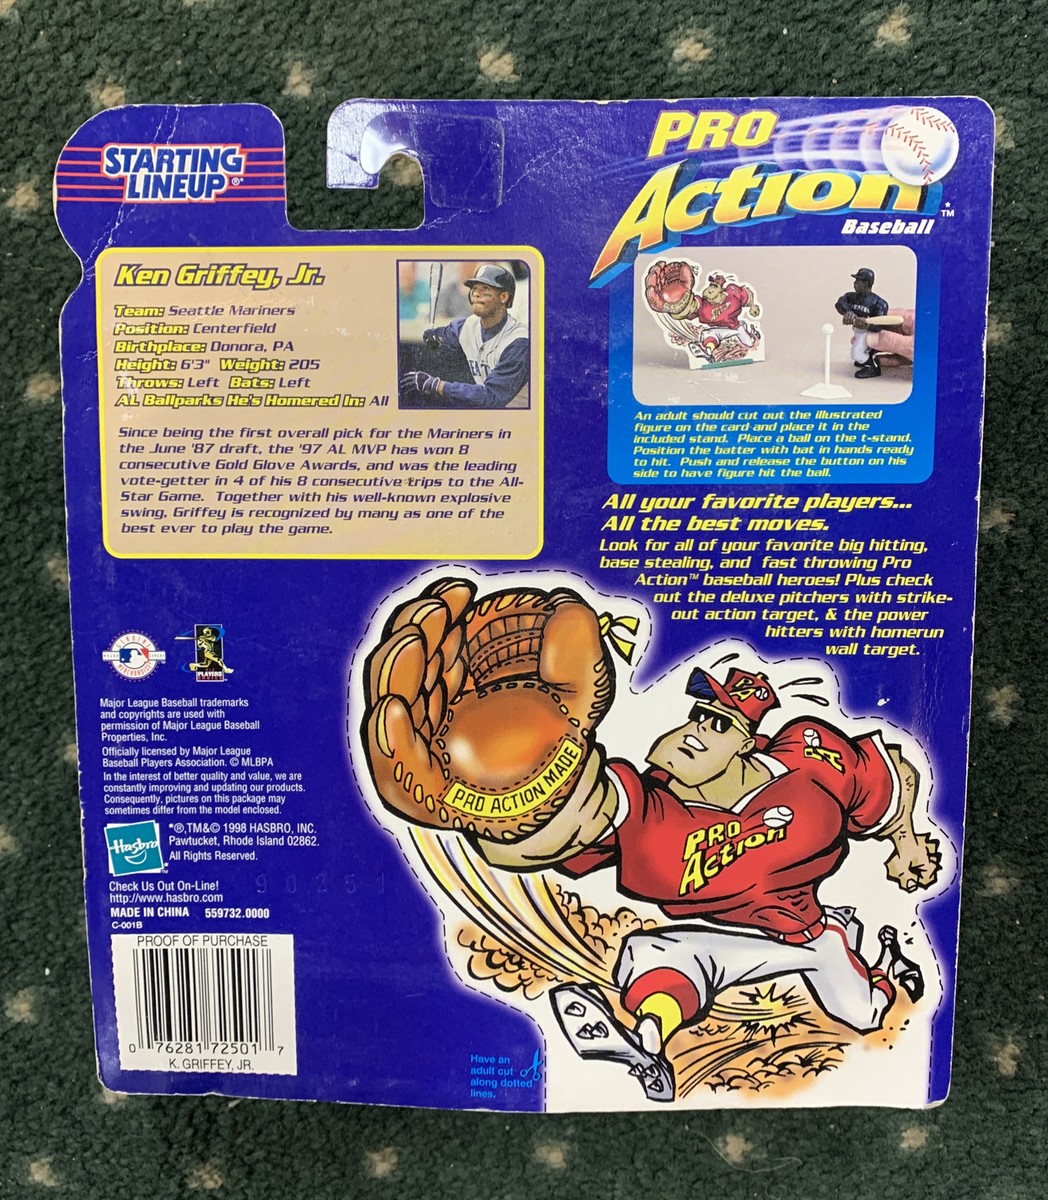 STARTING
LINEUP®
PRO
Action™
Baseball
Ken Griffey, Jr.
Team: Seattle Mariners
Position: Centerfield
Birthplace: Donora, PA
Height: 6'3" Weight: 205
Throws: Left Bats: Left
AL Ballparks He's Homered In: All
Since being the first overall pick for the Mariners in
the June '87 draft, the '97 AL MVP has won 8
consecutive Gold Glove Awards, and was the leading
vote-getter in 4 of his 8 consecutive trips to the All-
Star Game. Together with his well-known explosive
swing, Griffey is recognized by many as one of the
best ever to play the game.
An adult should cut out the illustrated
figure on the card and place it in the
included stand. Place a ball on the t-stand.
Position the batter with bat in hands ready
to hit. Push and release the button on his
side to have figure hit the ball.
All your favorite players...
All the best moves.
Look for all of your favorite big hitting,
base stealing, and fast throwing Pro
Action™ baseball heroes! Plus check
out the deluxe pitchers with strike-
out action target, & the power
hitters with homerun
wall target.
PLAYERS
Major League Baseball trademarks
and copyrights are used with
permission of Major League Baseball
Properties, Inc.
Officially licensed by Major League
Baseball Players Association. © MLBPA
In the interest of better quality and value, we are
constantly improving and updating our products.
Consequently, pictures on this package may
sometimes differ from the model enclosed.
Hasbro
*®,TM&© 1998 HASBRO, INC.
Pawtucket, Rhode Island 02862.
All Rights Reserved.
Check Us Out On-Line!
http://www.hasbro.com
90251
MADE IN CHINA 559732.0000
C-001B
PROOF OF PURCHASE
0 76281 72501 7
K. GRIFFEY, JR.
PRO ACTION MADE
PA
PA
PRO
Action
Have an
adult cut
along dotted
lines.